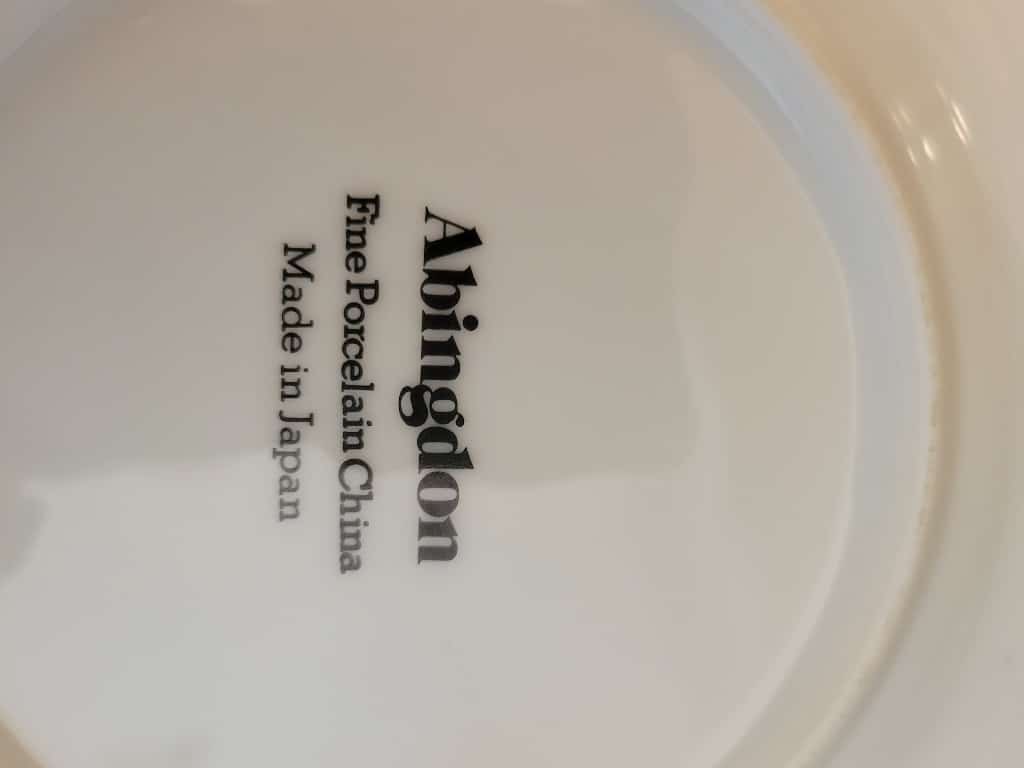 Abingdon
Fine Porcelain China
Made in Japan